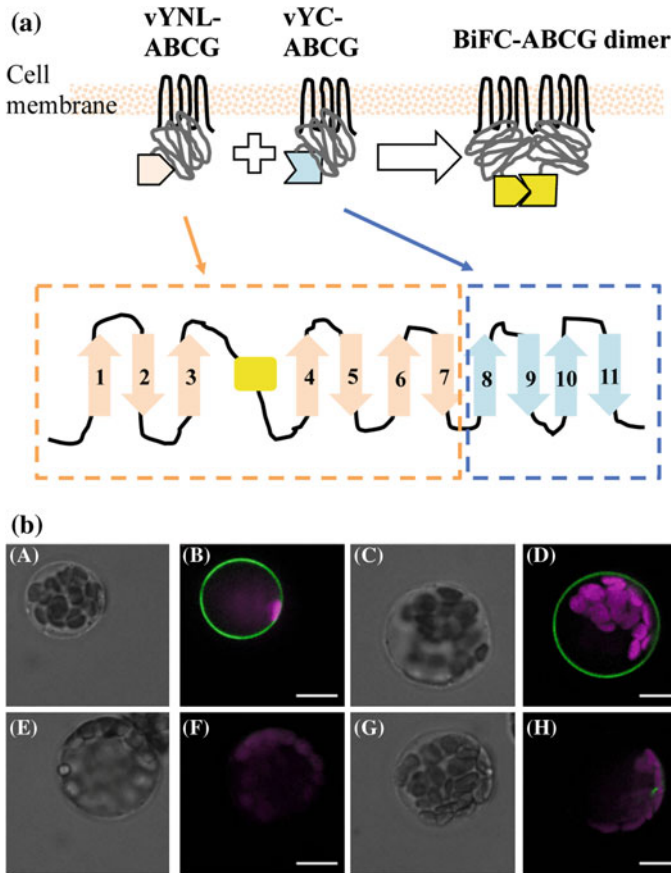 (a)
vYNL-
ABCG
vYC-
ABCG
BiFC-ABCG dimer
Cell
membrane
1 2 3 4 5 6 7 8 9 10 11
(b)
(A) (B) (C) (D)
(E) (F) (G) (H)